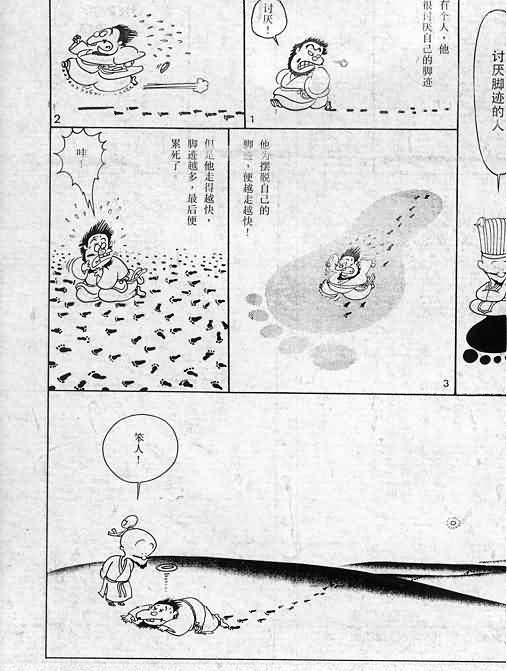 讨厌脚迹的人
有个人，他
很讨厌自己的脚迹
讨厌！
1
2
他为摆脱自己的
脚迹，便越走越快！
3
但是他走得越快，
脚迹越多，最后便
累死了。
哇！
笨人！